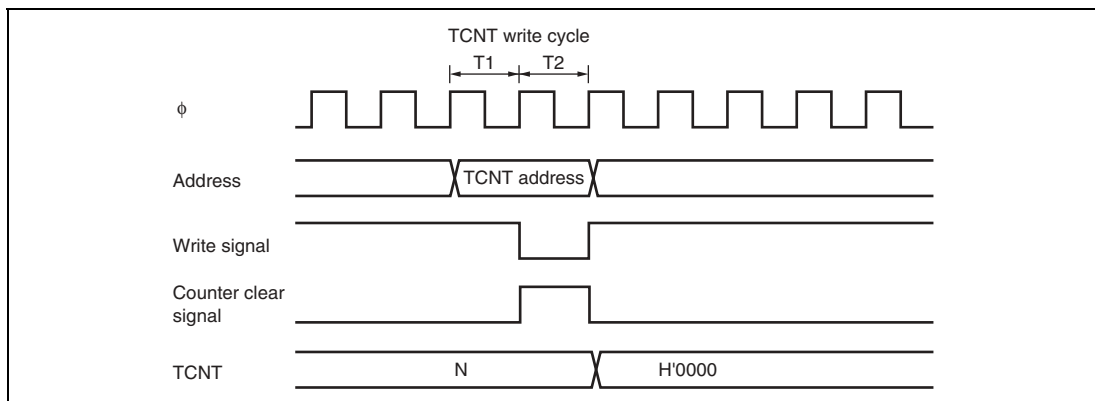 TCNT write cycle
T1 T2
ϕ
Address
TCNT address
Write signal
Counter clear
signal
TCNT
N
H'0000